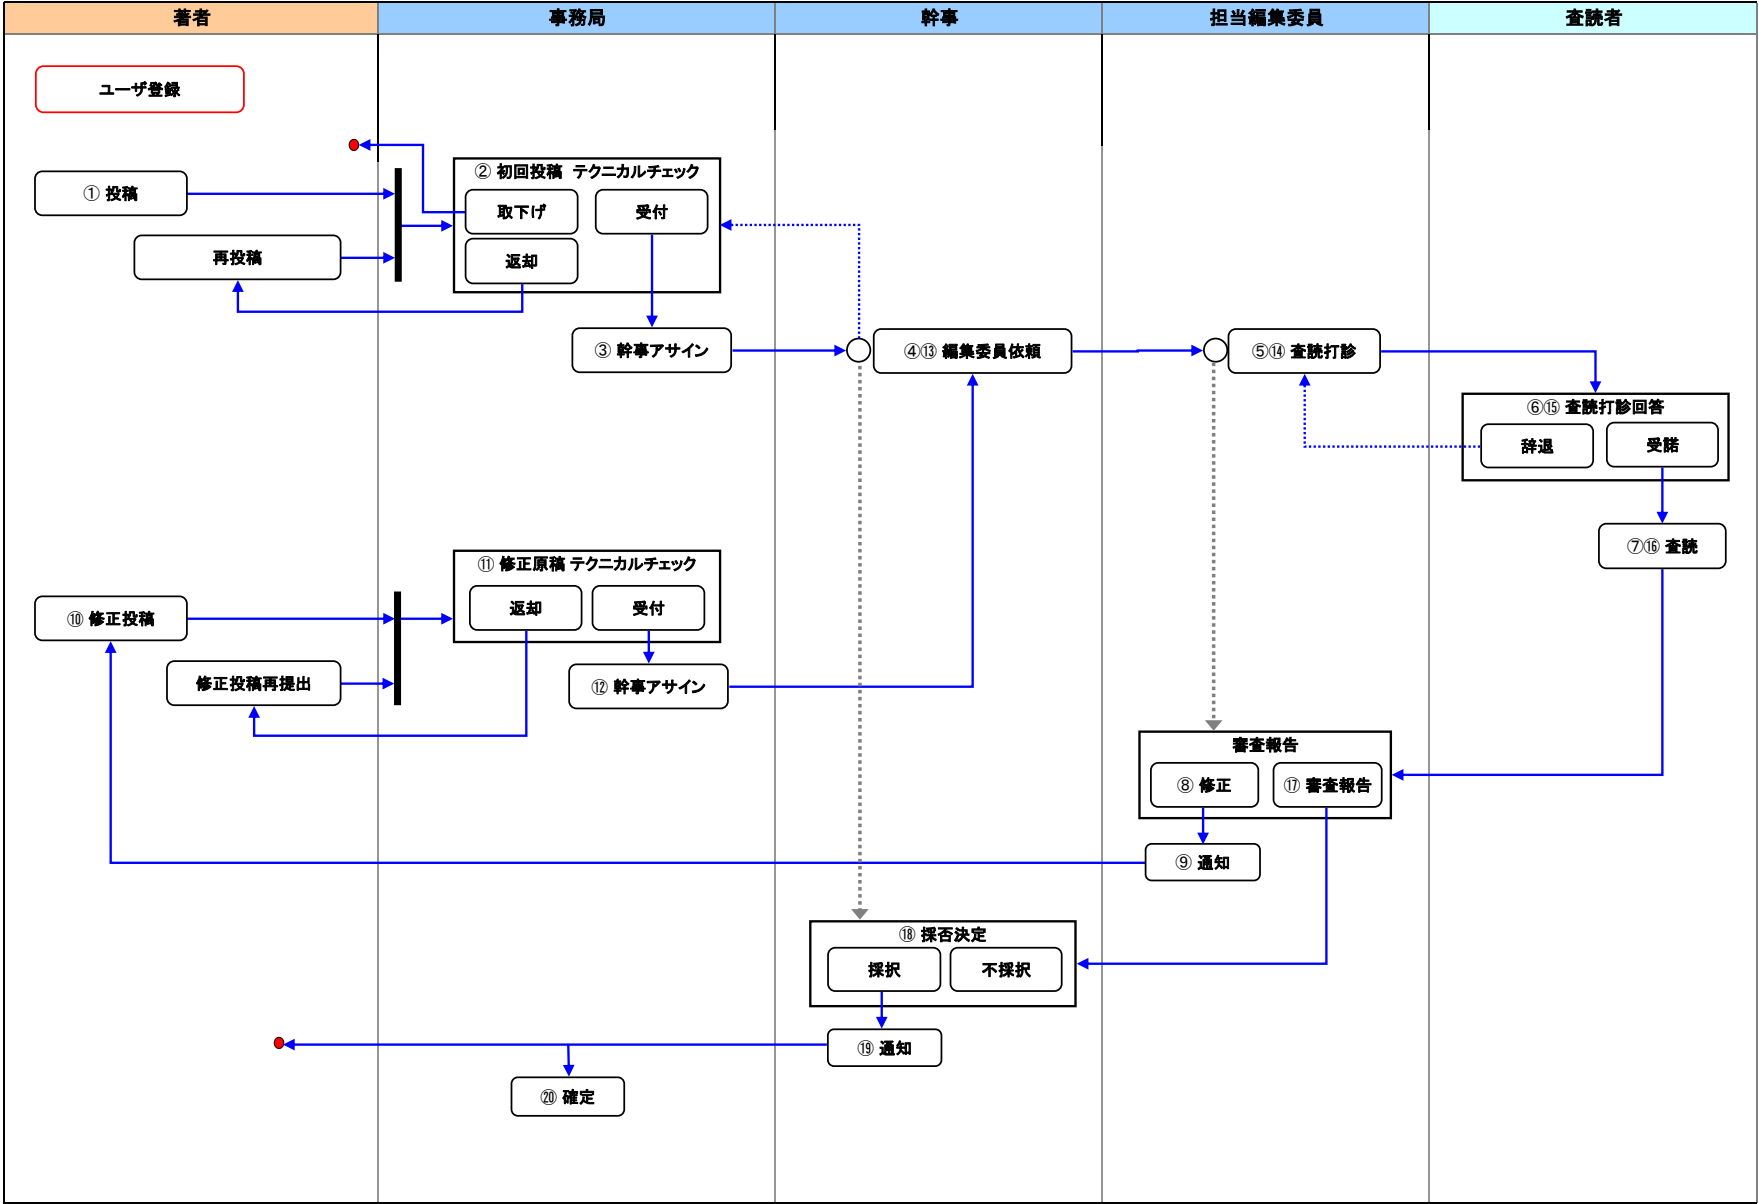 著者
事務局
幹事
担当編集委員
査読者
ユーザ登録
① 投稿
再投稿
② 初回投稿 テクニカルチェック
取下げ
受付
返却
③ 幹事アサイン
④⑬ 編集委員依頼
⑤⑭ 査読打診
⑥⑮ 査読打診回答
辞退
受諾
⑦⑯ 査読
⑩ 修正投稿
修正投稿再提出
⑪ 修正原稿 テクニカルチェック
返却
受付
⑫ 幹事アサイン
審査報告
⑧ 修正
⑰ 審査報告
⑨ 通知
⑱ 採否決定
採択
不採択
⑲ 通知
⑳ 確定